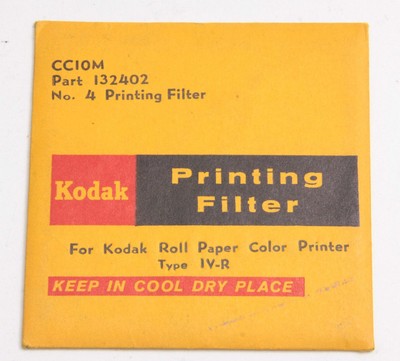 CC10M
Part 132402
No. 4 Printing Filter
Kodak
Printing
Filter
For Kodak Roll Paper Color Printer
Type IV-R
KEEP IN COOL DRY PLACE